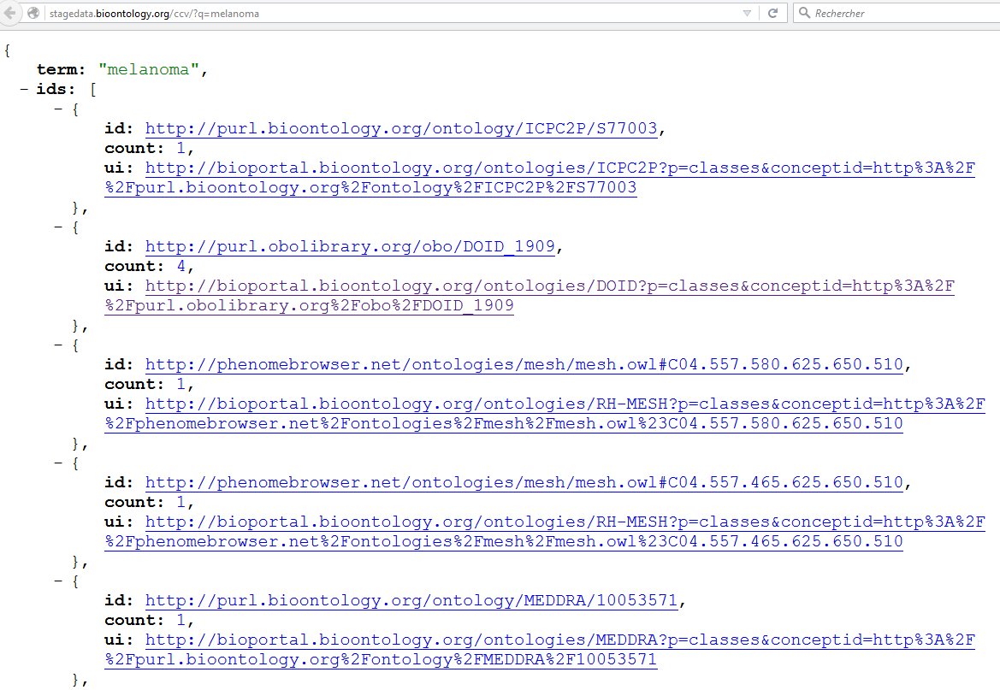 stagedata.bioontology.org/ccv/?q=melanoma
Rechercher
{
term: "melanoma",
- ids: [
- {
id: http://purl.bioontology.org/ontology/ICPC2P/S77003,
count: 1,
ui: http://bioportal.bioontology.org/ontologies/ICPC2P?p=classes&conceptid=http%3A%2F
%2Fpurl.bioontology.org%2Fontology%2FICPC2P%2FS77003
},
- {
id: http://purl.obolibrary.org/obo/DOID_1909,
count: 4,
ui: http://bioportal.bioontology.org/ontologies/DOID?p=classes&conceptid=http%3A%2F
%2Fpurl.obolibrary.org%2Fobo%2FDOID_1909
},
- {
id: http://phenomebrowser.net/ontologies/mesh/mesh.owl#C04.557.580.625.650.510,
count: 1,
ui: http://bioportal.bioontology.org/ontologies/RH-MESH?p=classes&conceptid=http%3A%2F
%2Fphenomebrowser.net%2Fontologies%2Fmesh%2Fmesh.owl%23C04.557.580.625.650.510
},
- {
id: http://phenomebrowser.net/ontologies/mesh/mesh.owl#C04.557.465.625.650.510,
count: 1,
ui: http://bioportal.bioontology.org/ontologies/RH-MESH?p=classes&conceptid=http%3A%2F
%2Fphenomebrowser.net%2Fontologies%2Fmesh%2Fmesh.owl%23C04.557.465.625.650.510
},
- {
id: http://purl.bioontology.org/ontology/MEDDRA/10053571,
count: 1,
ui: http://bioportal.bioontology.org/ontologies/MEDDRA?p=classes&conceptid=http%3A%2F
%2Fpurl.bioontology.org%2Fontology%2FMEDDRA%2F10053571
},